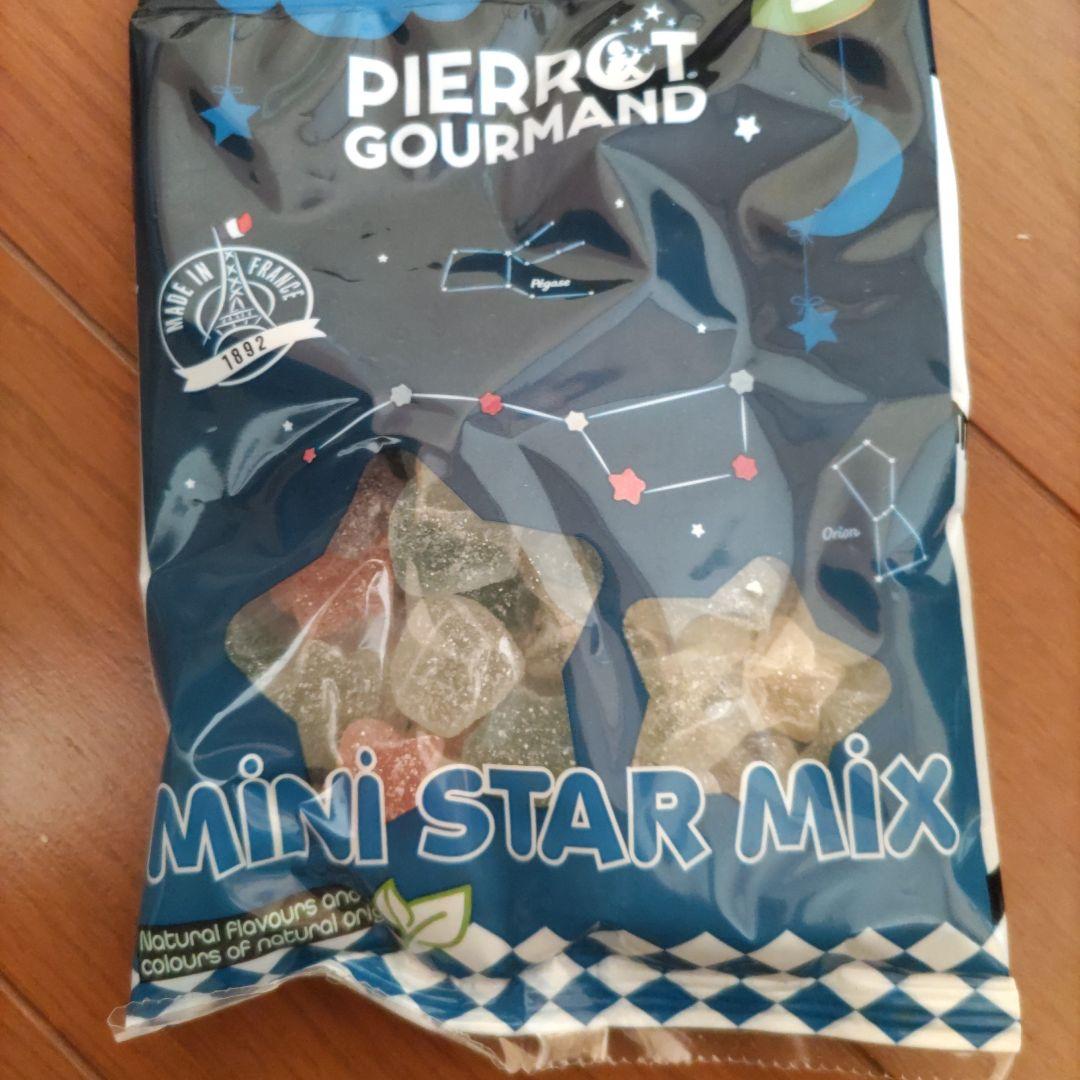 PIERROT
GOURMAND
MADE IN FRANCE
1892
Pégase
Orion
MINI STAR MIX
Natural flavours and
colours of natural